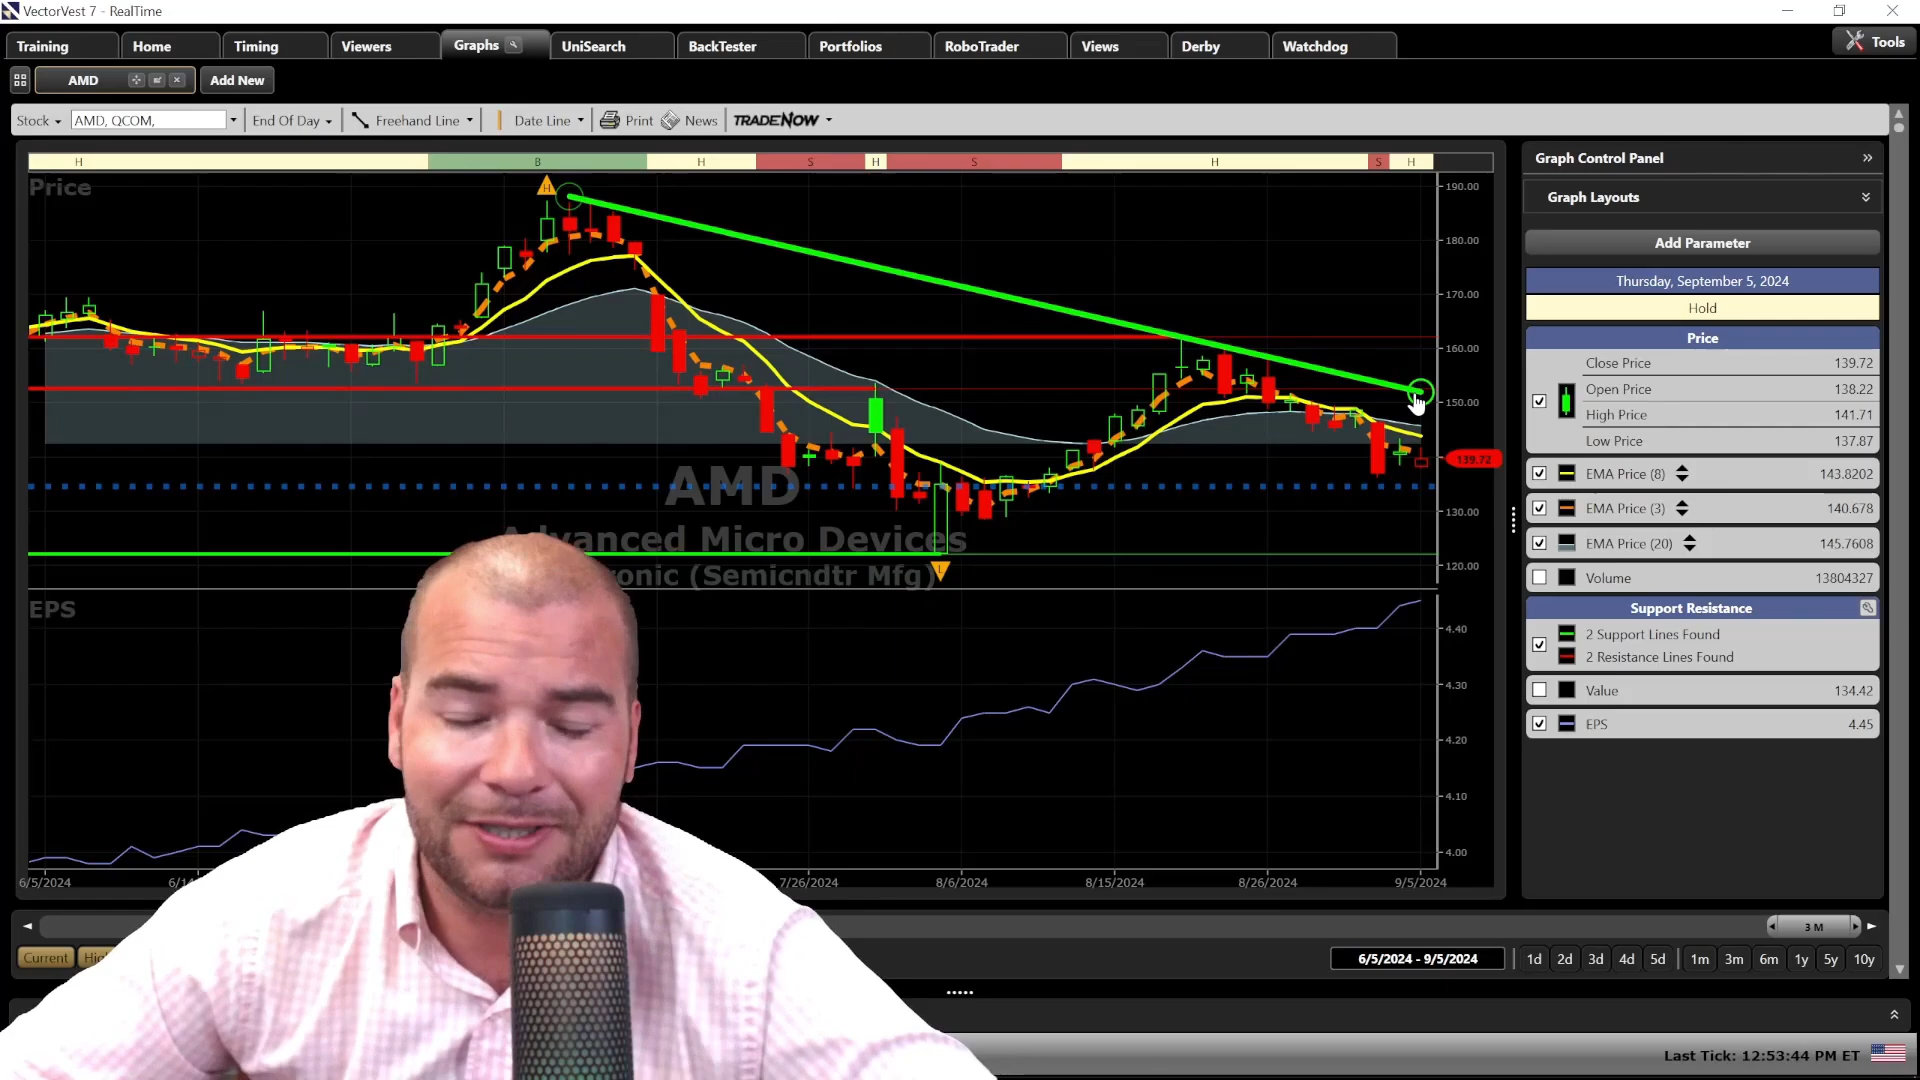 VectorVest 7 - RealTime
Training Home Timing Viewers Graphs UniSearch BackTester Portfolios RoboTrader Views Derby Watchdog Tools
AMD Add New
Stock AMD, QCOM, End Of Day Freehand Line Date Line Print News TRADENOW
H B H S H S H S H
Price
H
190.00
180.00
170.00
160.00
150.00
139.72
130.00
120.00
AMD
Advanced Micro Devices
onic (Semicndtr Mfg)
L
EPS
4.40
4.30
4.20
4.10
4.00
6/5/2024 6/14 7/26/2024 8/6/2024 8/15/2024 8/26/2024 9/5/2024
Graph Control Panel
Graph Layouts
Add Parameter
Thursday, September 5, 2024
Hold
Price
Close Price 139.72
Open Price 138.22
High Price 141.71
Low Price 137.87
EMA Price (8) 143.8202
EMA Price (3) 140.678
EMA Price (20) 145.7608
Volume 13804327
Support Resistance
2 Support Lines Found
2 Resistance Lines Found
Value 134.42
EPS 4.45
3 M
Current
6/5/2024 - 9/5/2024 1d 2d 3d 4d 5d 1m 3m 6m 1y 5y 10y
Last Tick: 12:53:44 PM ET